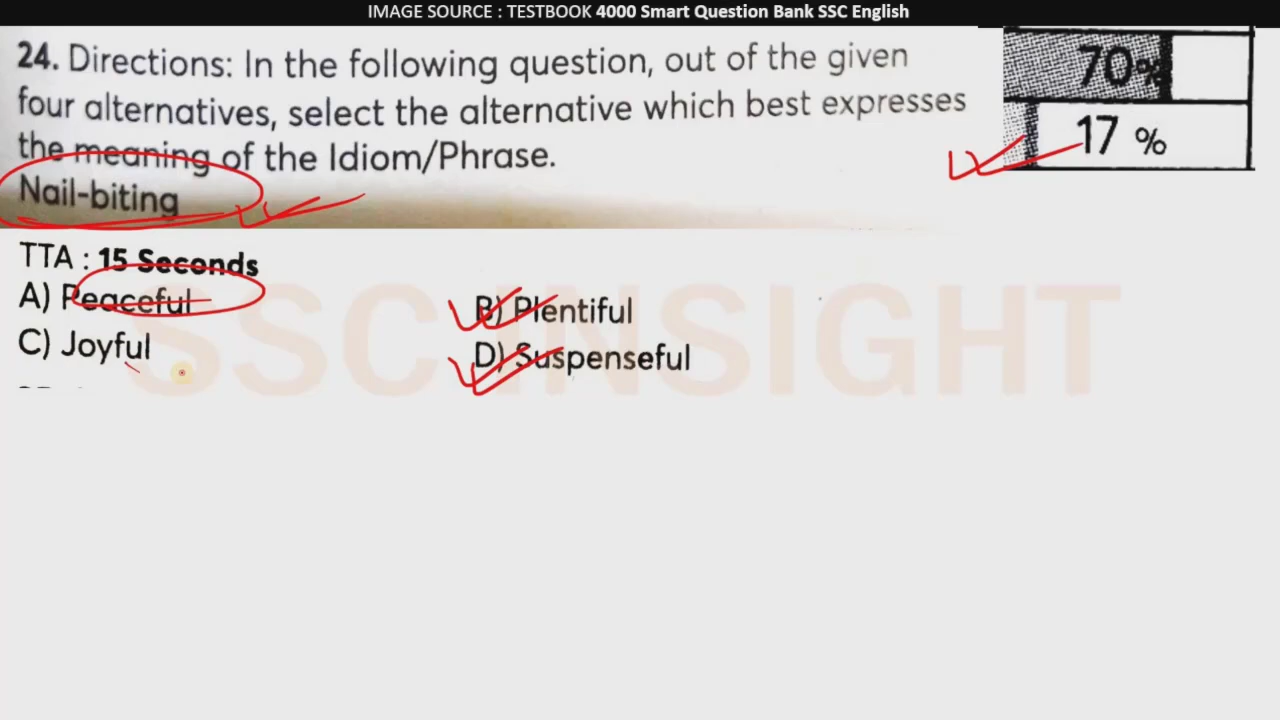 IMAGE SOURCE : TESTBOOK 4000 Smart Question Bank SSC English
24. Directions: In the following question, out of the given
four alternatives, select the alternative which best expresses
the meaning of the Idiom/Phrase.
Nail-biting
70%
17 %
TTA : 15 Seconds
A) Peaceful
B) Plentiful
C) Joyful
D) Suspenseful
SSC INSIGHT